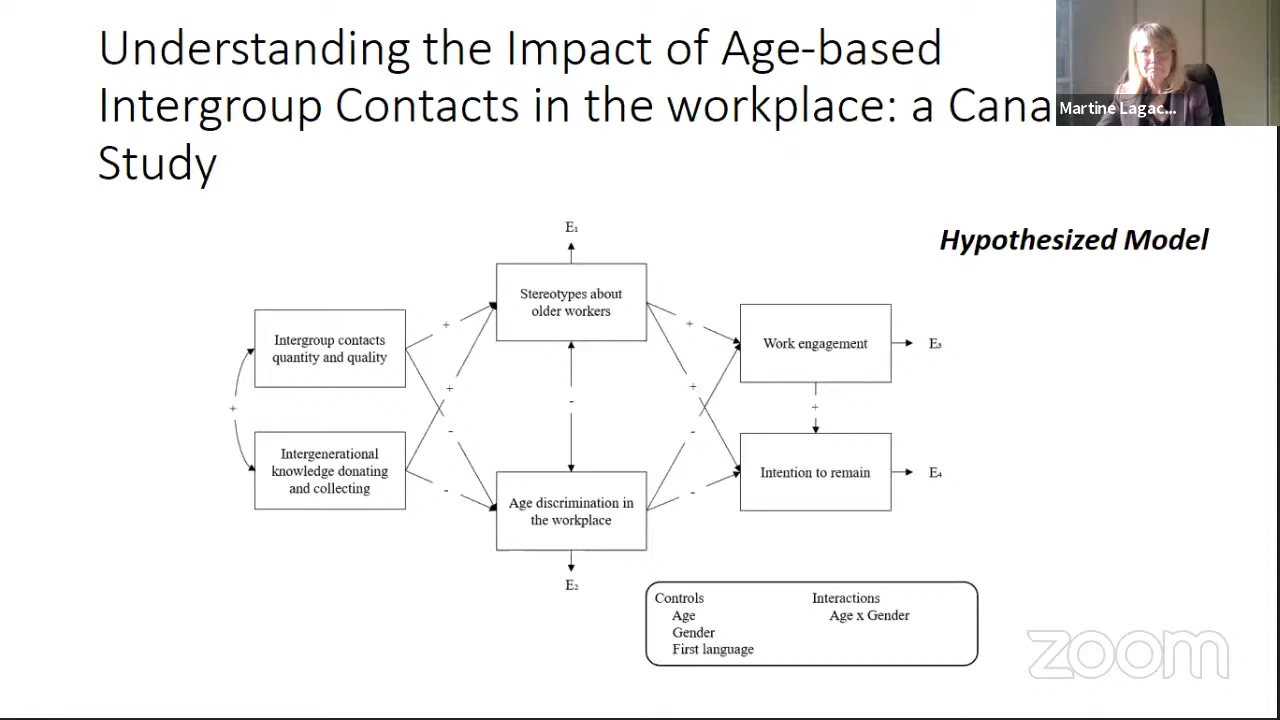 Understanding the Impact of Age-based
Intergroup Contacts in the workplace: a Cana
Study
Martine Lagac...
Hypothesized Model
E₁
Stereotypes about
older workers
Intergroup contacts
quantity and quality
Work engagement
E₃
+
+
+
+
-
+
-
+
-
-
-
Intergenerational
knowledge donating
and collecting
Intention to remain
E₄
Age discrimination in
the workplace
E₂
Controls
Age
Gender
First language
Interactions
Age x Gender
zoom